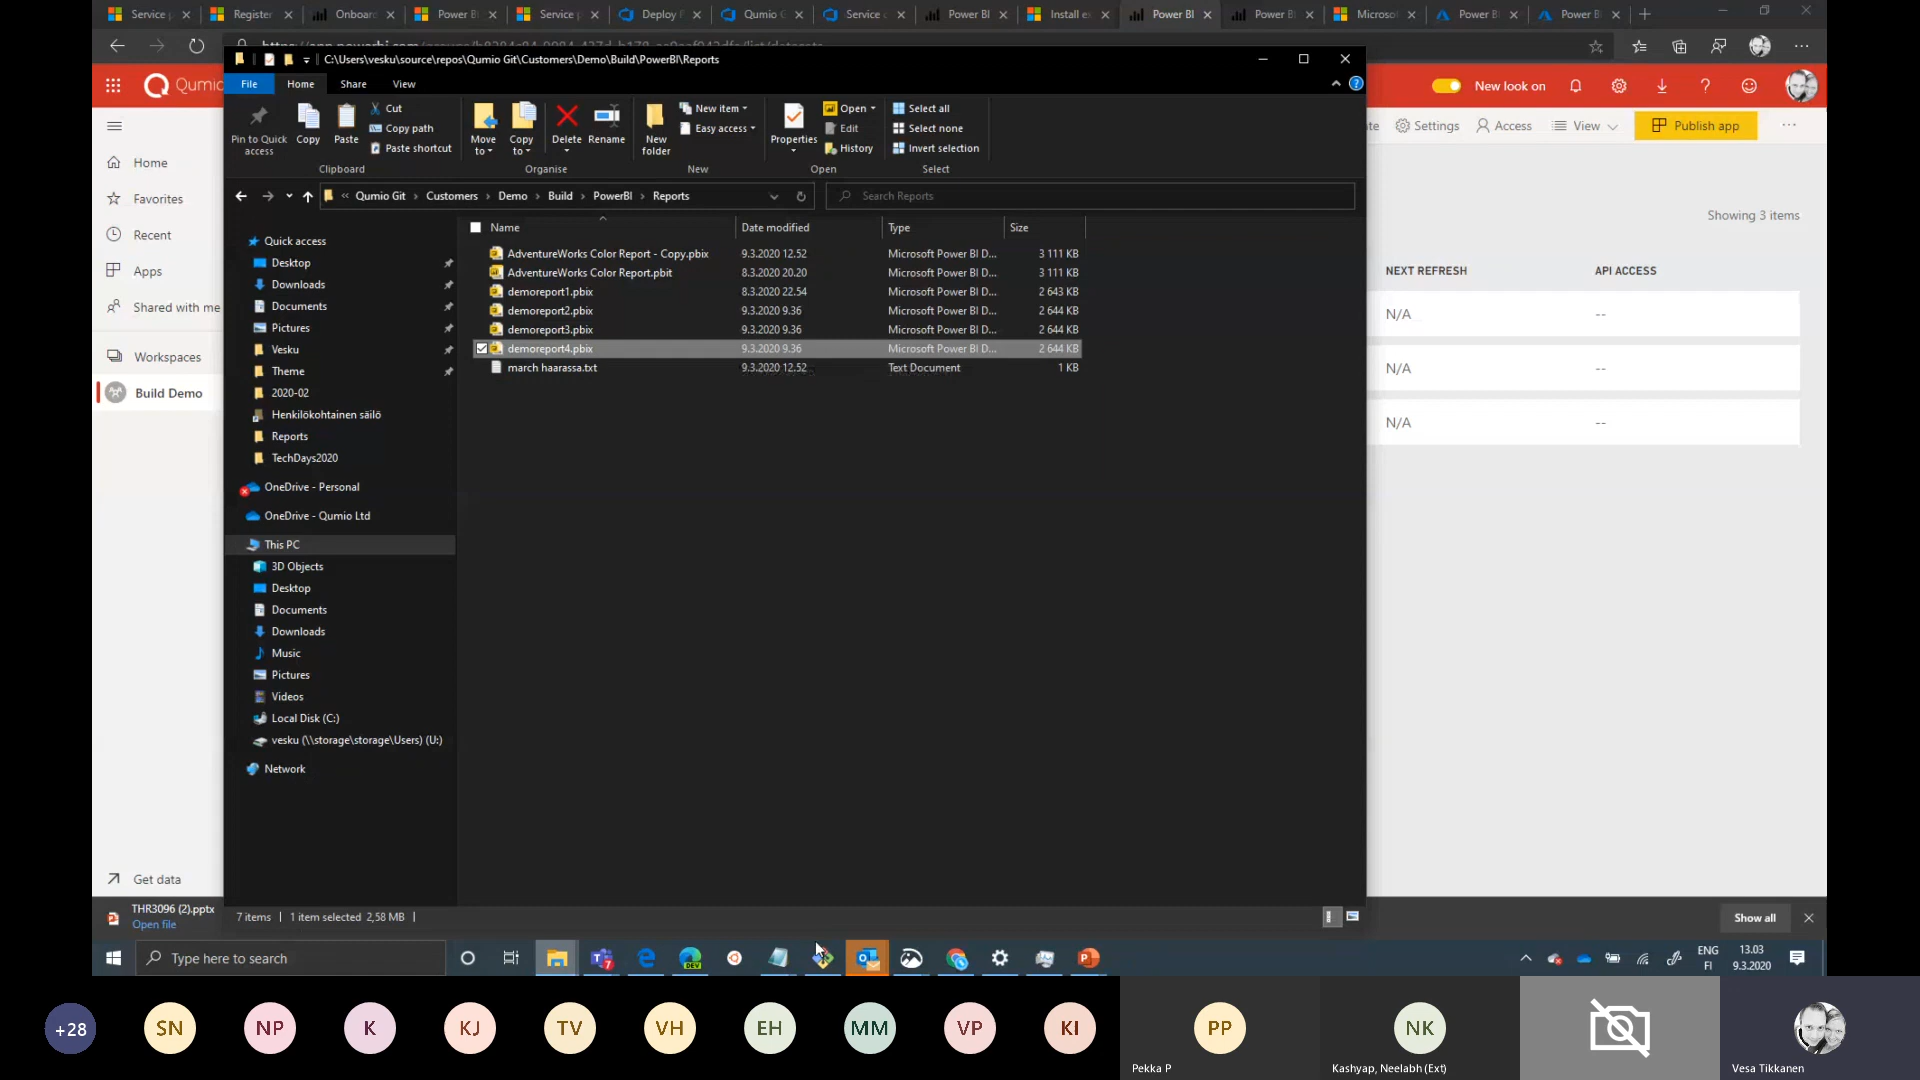 Service
Register
Onboar
Power B
Service
Deploy
Qumio
Service
Power BI
Install e
Power BI
Power B
Microso
Power B
Power B
C:\Users\vesku\source\repos\Qumio Git\Customers\Demo\Build\PowerBI\Reports
Qumi
New look on
File Home Share View
Pin to Quick access
Copy
Paste
Cut
Copy path
Paste shortcut
Clipboard
Move to
Copy to
Delete
Rename
Organise
New folder
New item
Easy access
New
Properties
Open
Edit
History
Open
Select all
Select none
Invert selection
Select
Settings Access View Publish app
Qumio Git Customers Demo Build PowerBI Reports
Search Reports
Showing 3 items
Home
Favorites
Recent
Apps
Shared with me
Workspaces
Build Demo
Get data
Quick access
Desktop
Downloads
Documents
Pictures
Vesku
Theme
2020-02
Henkilökohtainen säilö
Reports
TechDays2020
OneDrive - Personal
OneDrive - Qumio Ltd
This PC
3D Objects
Desktop
Documents
Downloads
Music
Pictures
Videos
Local Disk (C:)
vesku (\\storage\storage\Users) (U:)
Network
Name Date modified Type Size
AdventureWorks Color Report - Copy.pbix 9.3.2020 12.52 Microsoft Power BI D... 3 111 KB
AdventureWorks Color Report.pbit 8.3.2020 20.20 Microsoft Power BI D... 3 111 KB
demoreport1.pbix 8.3.2020 22.54 Microsoft Power BI D... 2 643 KB
demoreport2.pbix 9.3.2020 9.36 Microsoft Power BI D... 2 644 KB
demoreport3.pbix 9.3.2020 9.36 Microsoft Power BI D... 2 644 KB
demoreport4.pbix 9.3.2020 9.36 Microsoft Power BI D... 2 644 KB
march haarassa.txt 9.3.2020 12.52 Text Document 1 KB
NEXT REFRESH API ACCESS
N/A --
N/A --
N/A --
7 items 1 item selected 2,58 MB
THR3096 (2).pptx
Open file
Show all
Type here to search
ENG
FI
13.03
9.3.2020
+28 SN NP K KJ TV VH EH MM VP KI PP NK
Pekka P
Kashyap, Neelabh (Ext)
Vesa Tikkanen